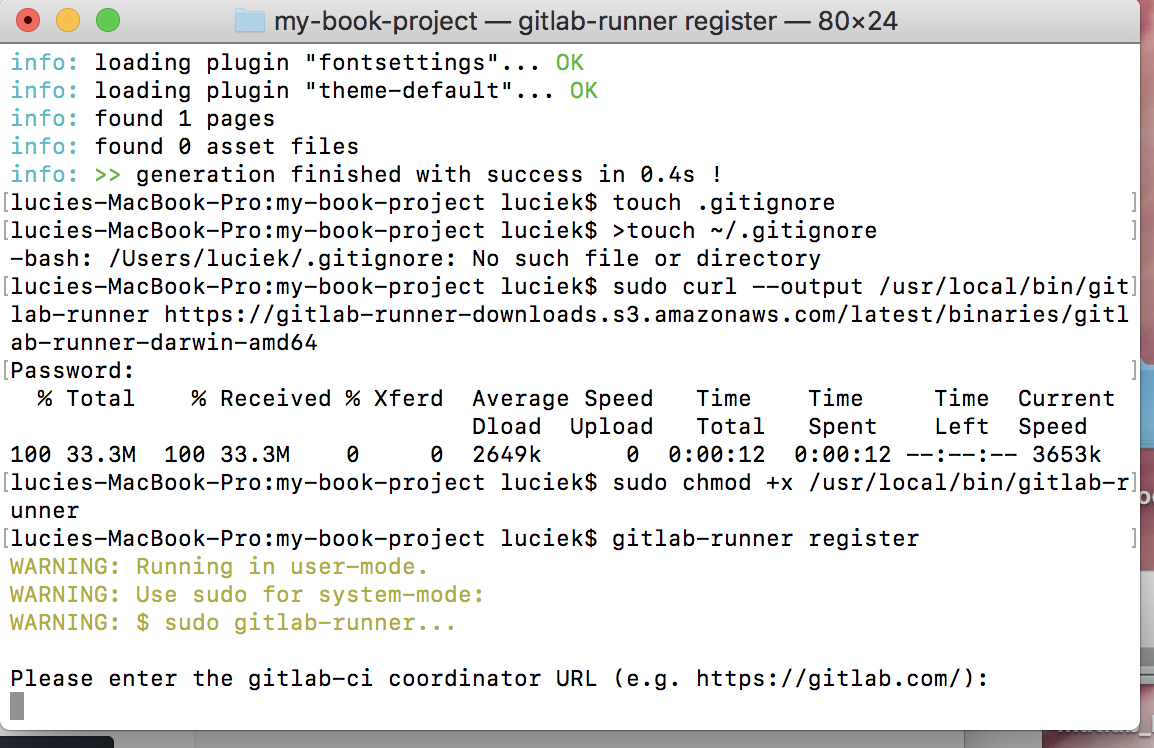 my-book-project — gitlab-runner register — 80×24
info: loading plugin "fontsettings"... OK
info: loading plugin "theme-default"... OK
info: found 1 pages
info: found 0 asset files
info: >> generation finished with success in 0.4s !
[lucies-MacBook-Pro:my-book-project luciek$ touch .gitignore ]
[lucies-MacBook-Pro:my-book-project luciek$ >touch ~/.gitignore ]
-bash: /Users/luciek/.gitignore: No such file or directory
[lucies-MacBook-Pro:my-book-project luciek$ sudo curl --output /usr/local/bin/git]
lab-runner https://gitlab-runner-downloads.s3.amazonaws.com/latest/binaries/gitl
ab-runner-darwin-amd64
[Password: ]
% Total % Received % Xferd Average Speed Time Time Time Current
Dload Upload Total Spent Left Speed
100 33.3M 100 33.3M 0 0 2649k 0 0:00:12 0:00:12 --:--:-- 3653k
[lucies-MacBook-Pro:my-book-project luciek$ sudo chmod +x /usr/local/bin/gitlab-r]
unner
[lucies-MacBook-Pro:my-book-project luciek$ gitlab-runner register ]
WARNING: Running in user-mode.
WARNING: Use sudo for system-mode:
WARNING: $ sudo gitlab-runner...
Please enter the gitlab-ci coordinator URL (e.g. https://gitlab.com/):